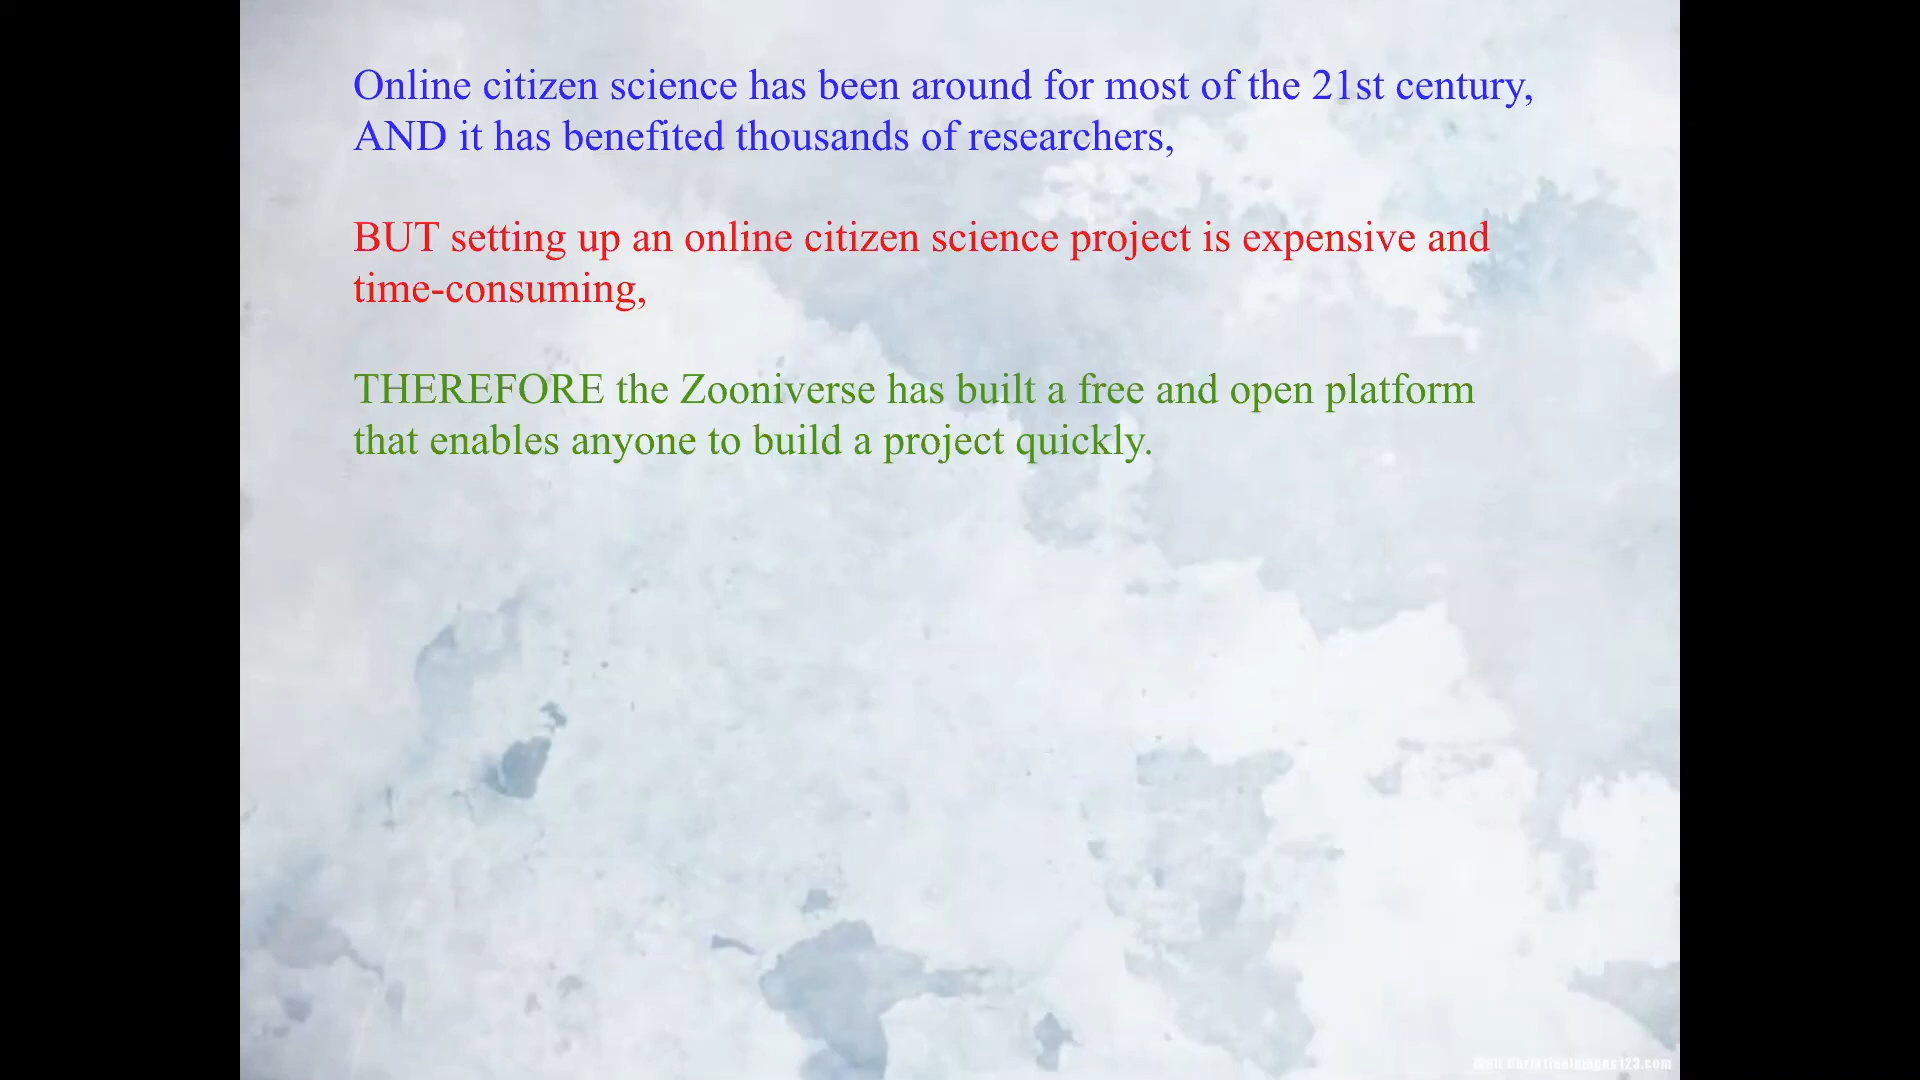 Online citizen science has been around for most of the 21st century,
AND it has benefited thousands of researchers,
BUT setting up an online citizen science project is expensive and
time-consuming,
THEREFORE the Zooniverse has built a free and open platform
that enables anyone to build a project quickly.